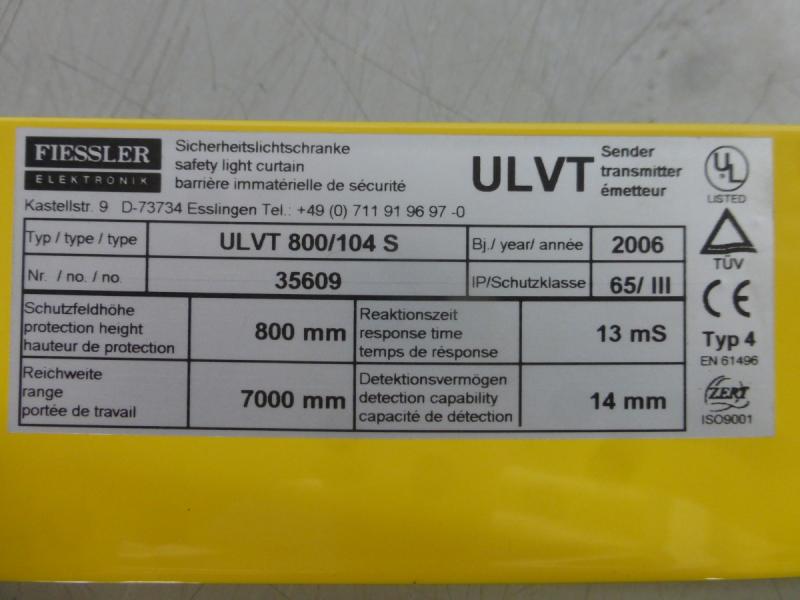 FIESSLER
ELEKTRONIK
Sicherheitslichtschranke
safety light curtain
barrière immatérielle de sécurité
ULVT
Sender
transmitter
émetteur
UL
LISTED
Kastellstr. 9 D-73734 Esslingen Tel.: +49 (0) 711 91 96 97 -0
Typ / type / type ULVT 800/104 S Bj./ year/ année 2006
Nr. / no. / no. 35609 IP/Schutzklasse 65/ III
TÜV
CE
Typ 4
EN 61496
Schutzfeldhöhe
protection height
hauteur de protection
800 mm
Reaktionszeit
response time
temps de rèsponse
13 mS
Reichweite
range
portée de travail
7000 mm
Detektionsvermögen
detection capability
capacité de détection
14 mm
ZERT
ISO9001